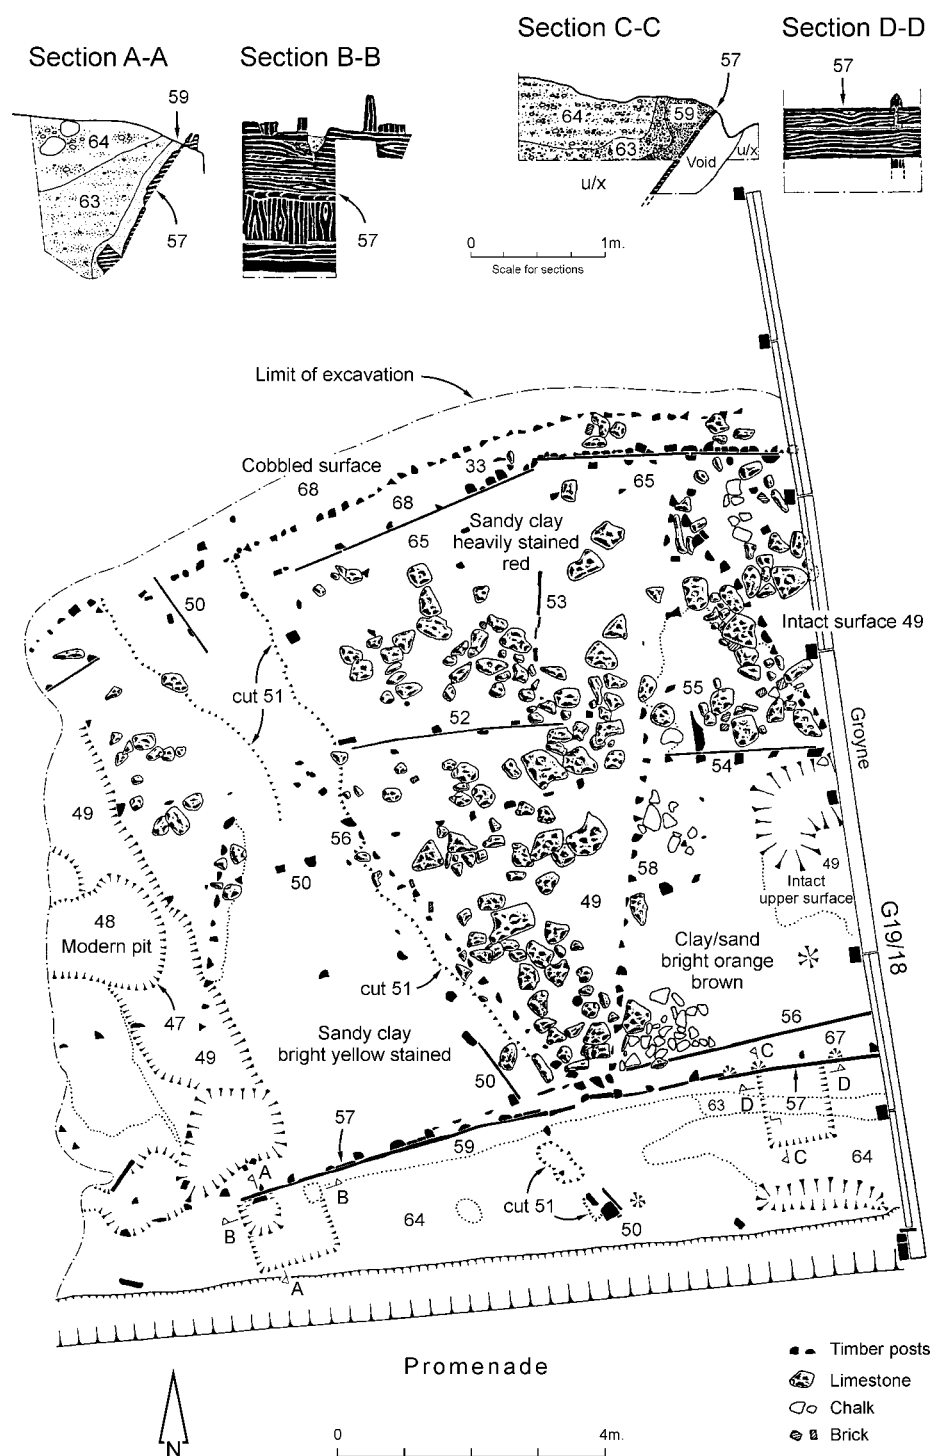 Section A-A
Section B-B
Section C-C
Section D-D
59
64
63
57
57
57
64
59
63
Void
u/x
u/x
57
0 1m.
Scale for sections
Limit of excavation
Cobbled surface
33
68
68
65
65
Sandy clay
heavily stained
red
50
53
Intact surface 49
cut 51
55
52
54
Groyne
49
56
50
58
49
49
Intact
upper surface
48
Modern pit
G19/18
Clay/sand
bright orange
brown
cut 51
47
56
Sandy clay
bright yellow stained
49
67
C
50
D
D
57
63
57
59
C
A
64
B
cut 51
64
50
B
A
Promenade
N
0 4m.
Timber posts
Limestone
Chalk
Brick